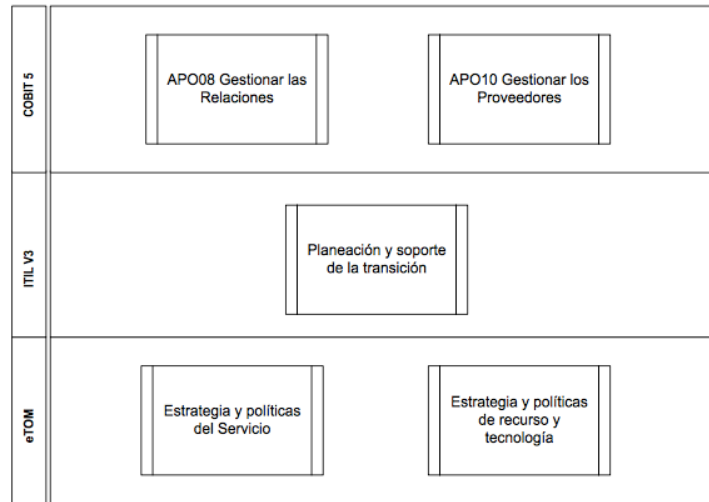 COBIT 5
APO08 Gestionar las
Relaciones
APO10 Gestionar los
Proveedores
ITIL V3
Planeación y soporte
de la transición
eTOM
Estrategia y políticas
del Servicio
Estrategia y políticas
de recurso y
tecnología